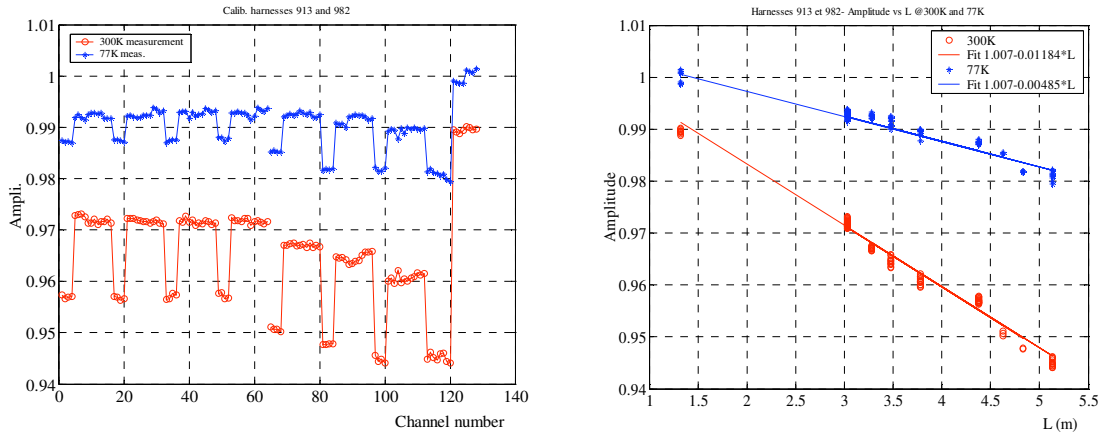 Calib. harnesses 913 and 982
1.01
1
0.99
0.98
0.97
0.96
0.95
0.94
Ampli.
300K measurement
77K meas.
0 20 40 60 80 100 120 140
Channel number
Harnesses 913 et 982- Amplitude vs L @300K and 77K
1.01
1
0.99
0.98
0.97
0.96
0.95
0.94
Amplitude
300K
Fit 1.007-0.01184*L
77K
Fit 1.007-0.00485*L
1 1.5 2 2.5 3 3.5 4 4.5 5 5.5
L (m)